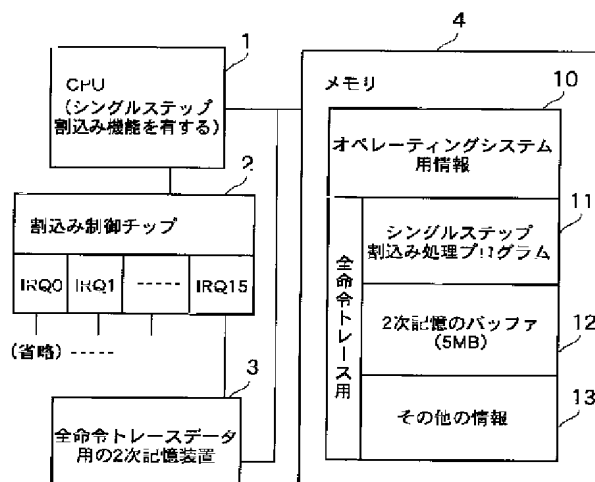 1
CPU
(シングルステップ
割込み機能を有する)
2
割込み制御チップ
IRQ0 IRQ1 ----- IRQ15
(省略) -----
3
全命令トレースデータ
用の2次記憶装置
4
メモリ
10
オペレーティングシステム
用情報
全命令トレース用
11
シングルステップ
割込み処理プログラム
12
2次記憶のバッファ
(5MB)
13
その他の情報